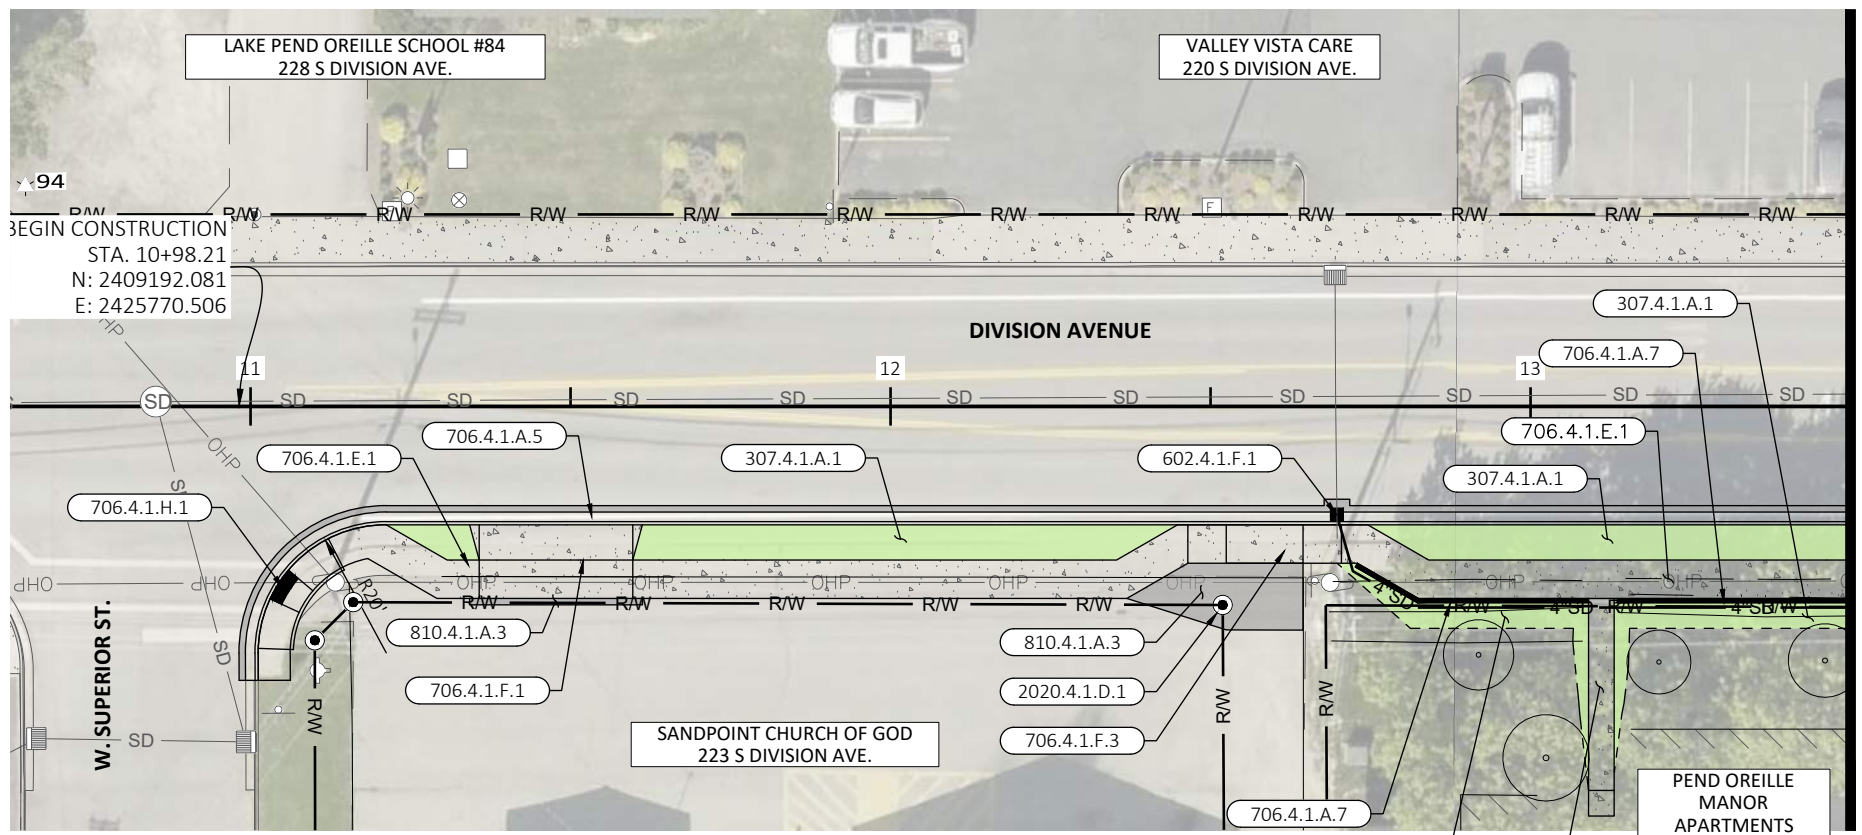 LAKE PEND OREILLE SCHOOL #84
228 S DIVISION AVE.
VALLEY VISTA CARE
220 S DIVISION AVE.
94
R/W R/W R/W R/W R/W R/W R/W R/W R/W R/W R/W R/W
F
BEGIN CONSTRUCTION
STA. 10+98.21
N: 2409192.081
E: 2425770.506
307.4.1.A.1
DIVISION AVENUE
706.4.1.A.7
11
12
13
OHP
SD SD SD SD SD SD SD SD SD SD SD
706.4.1.E.1
706.4.1.A.5
OHP
706.4.1.E.1
307.4.1.A.1
602.4.1.F.1
307.4.1.A.1
706.4.1.H.1
OHP OHP OHP OHP OHP OHP OHP OHP
R20'
4"SD
R/W R/W R/W R/W R/W R/W 4"SD R/W 4"SD R/W
810.4.1.A.3
810.4.1.A.3
SD
706.4.1.F.1
2020.4.1.D.1
R/W
R/W
R/W
W. SUPERIOR ST.
SD
SANDPOINT CHURCH OF GOD
223 S DIVISION AVE.
706.4.1.F.3
706.4.1.A.7
PEND OREILLE
MANOR
APARTMENTS